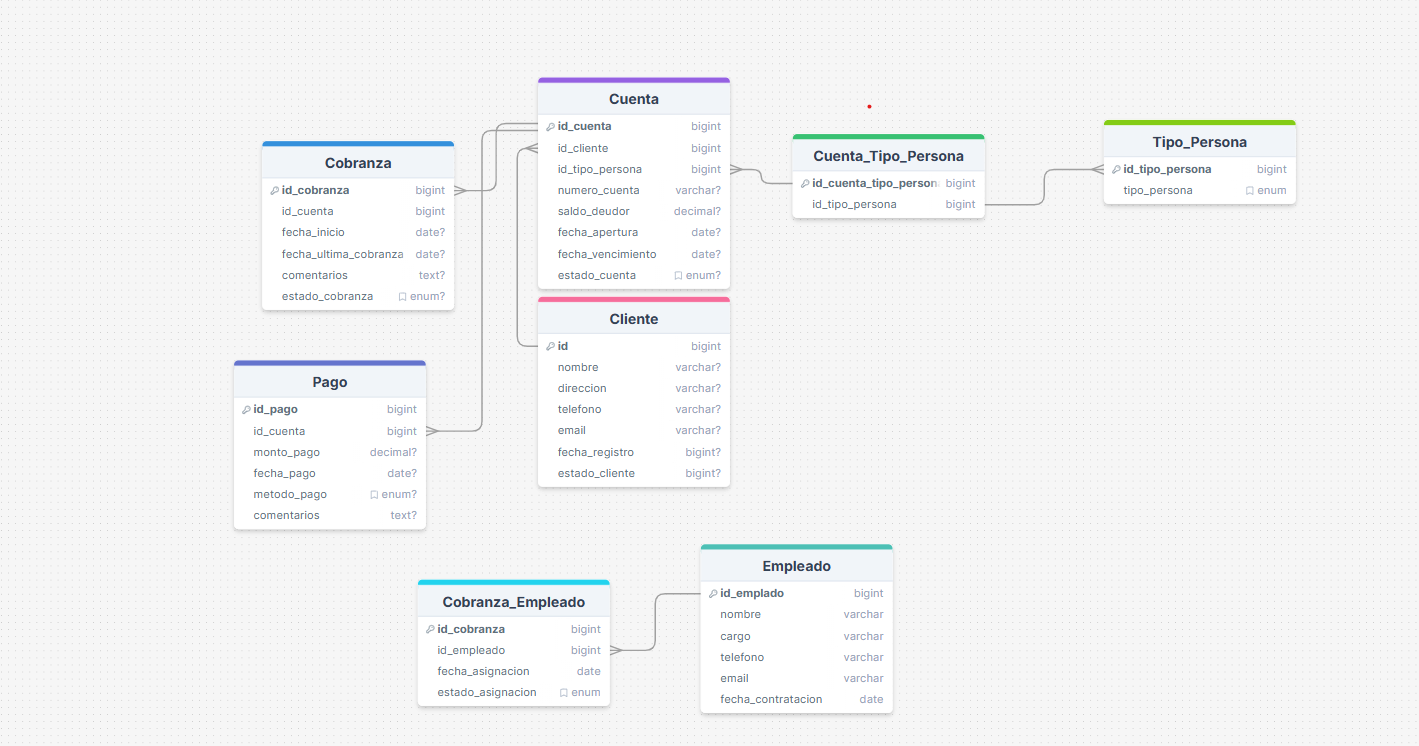 Cuenta
id_cuenta bigint
id_cliente bigint
id_tipo_persona bigint
numero_cuenta varchar?
saldo_deudor decimal?
fecha_apertura date?
fecha_vencimiento date?
estado_cuenta enum?
Cuenta_Tipo_Persona
id_cuenta_tipo_person bigint
id_tipo_persona bigint
Tipo_Persona
id_tipo_persona bigint
tipo_persona enum
Cobranza
id_cobranza bigint
id_cuenta bigint
fecha_inicio date?
fecha_ultima_cobranza date?
comentarios text?
estado_cobranza enum?
Cliente
id bigint
nombre varchar?
direccion varchar?
telefono varchar?
email varchar?
fecha_registro bigint?
estado_cliente bigint?
Pago
id_pago bigint
id_cuenta bigint
monto_pago decimal?
fecha_pago date?
metodo_pago enum?
comentarios text?
Cobranza_Empleado
id_cobranza bigint
id_empleado bigint
fecha_asignacion date
estado_asignacion enum
Empleado
id_emplado bigint
nombre varchar
cargo varchar
telefono varchar
email varchar
fecha_contratacion date